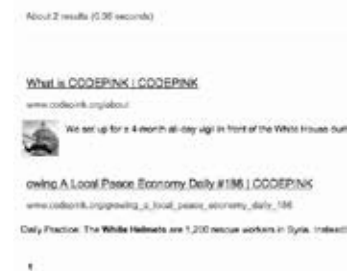 About 2 results (0.36 seconds)
What is CODEPINK | CODEPINK
www.codepink.org/about
We set up for a 4-month all-day vigil in front of the White House
owing A Local Peace Economy Daily #186 | CODEPINK
www.codepink.org/growing_a_local_peace_economy_daily_186
Daily Practice: The White Helmets are 1,200 rescue workers in Syria. Instead